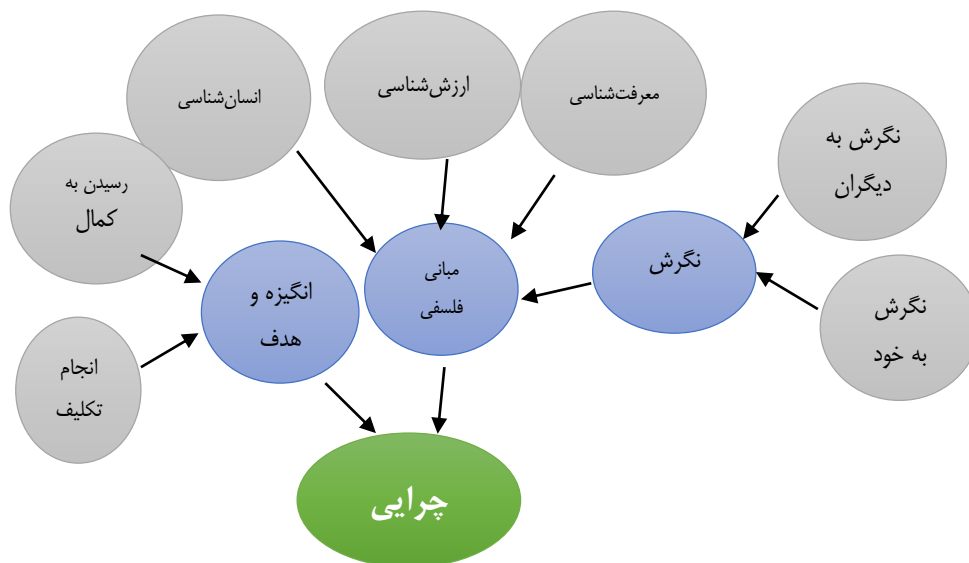 معرفت‌شناسی
ارزش‌شناسی
انسان‌شناسی
نگرش به
دیگران
رسیدن به
کمال
نگرش
مبانی
فلسفی
انگیزه و
هدف
نگرش
به خود
انجام
تکلیف
چرایی